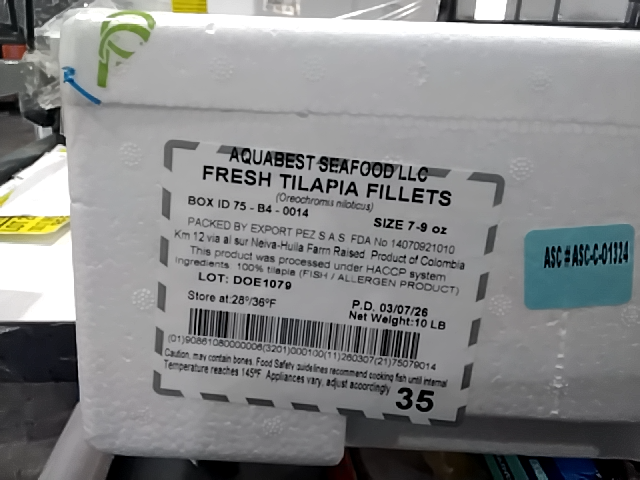 AQUABEST SEAFOOD LLC
FRESH TILAPIA FILLETS
(Oreochromis niloticus)
BOX ID 75 - B4 - 0014
SIZE 7-9 oz
PACKED BY EXPORT PEZ S.A.S. FDA No 14070921010
Km 12 via al sur Neiva-Huila Farm Raised. Product of Colombia
This product was processed under HACCP system
Ingredients: 100% tilapia (FISH / ALLERGEN PRODUCT)
LOT: DOE1079
Store at:28º/36ºF
P.D. 03/07/26
Net Weight:10 LB
(01)90861080000006(3201)000100(11)260307(21)75079014
Caution, may contain bones. Food Safety guidelines recommend cooking fish until internal
Temperature reaches 145ºF. Appliances vary, adjust accordingly
35
ASC # ASC-C-01324